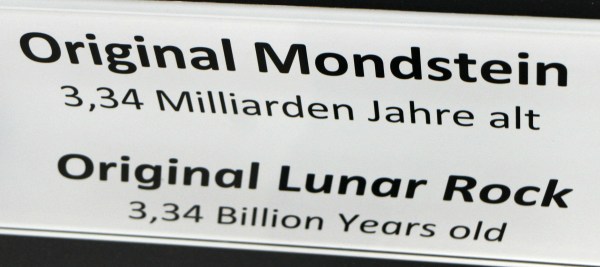 Original Mondstein
3,34 Milliarden Jahre alt
Original Lunar Rock
3,34 Billion Years old